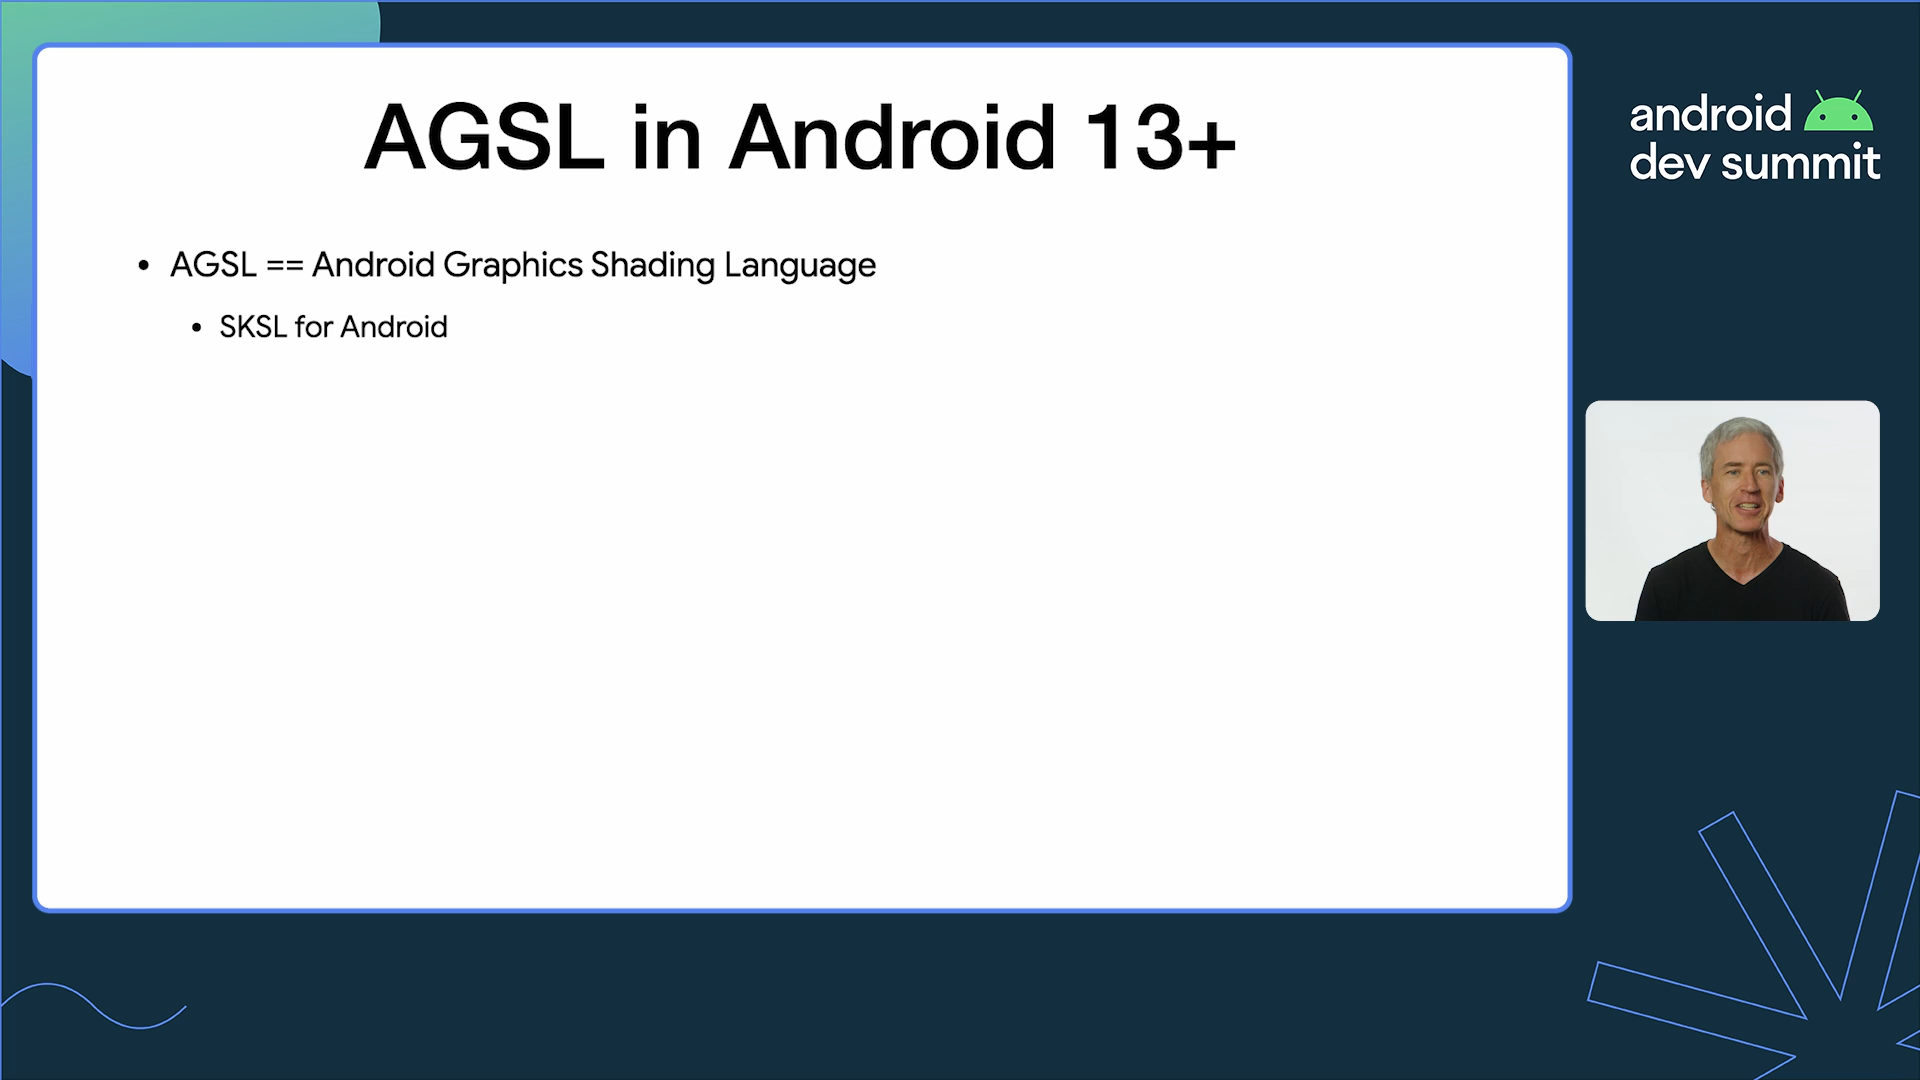 AGSL in Android 13+
AGSL == Android Graphics Shading Language
SKSL for Android
android
dev summit